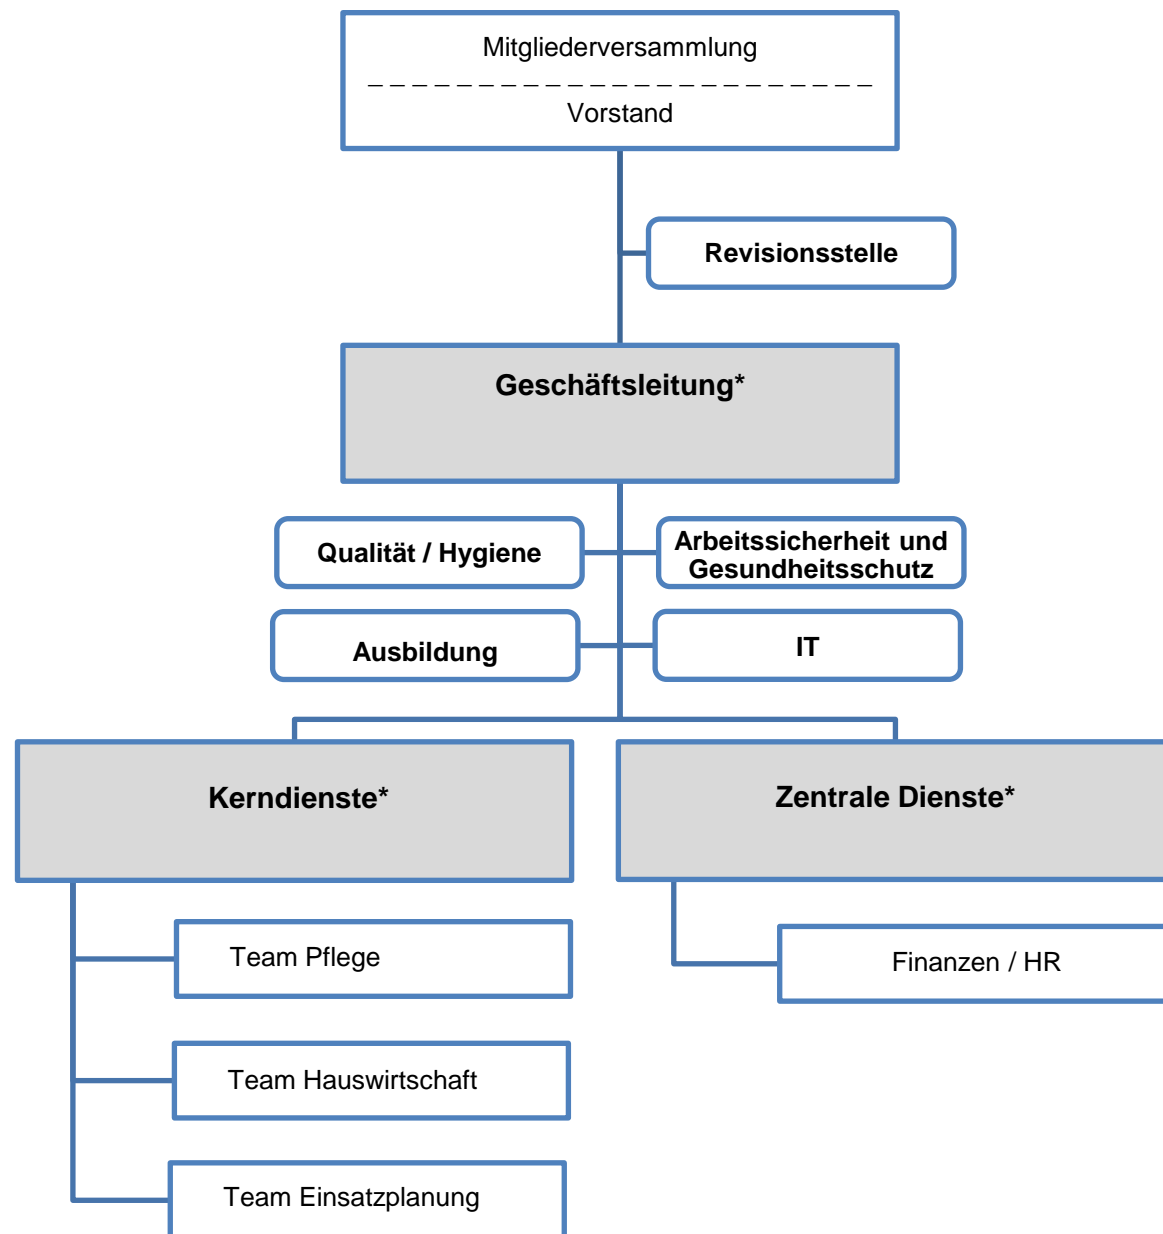 Mitgliederversammlung
Vorstand
Revisionsstelle
Geschäftsleitung*
Qualität / Hygiene
Arbeitssicherheit und
Gesundheitsschutz
Ausbildung
IT
Kerndienste*
Zentrale Dienste*
Team Pflege
Finanzen / HR
Team Hauswirtschaft
Team Einsatzplanung